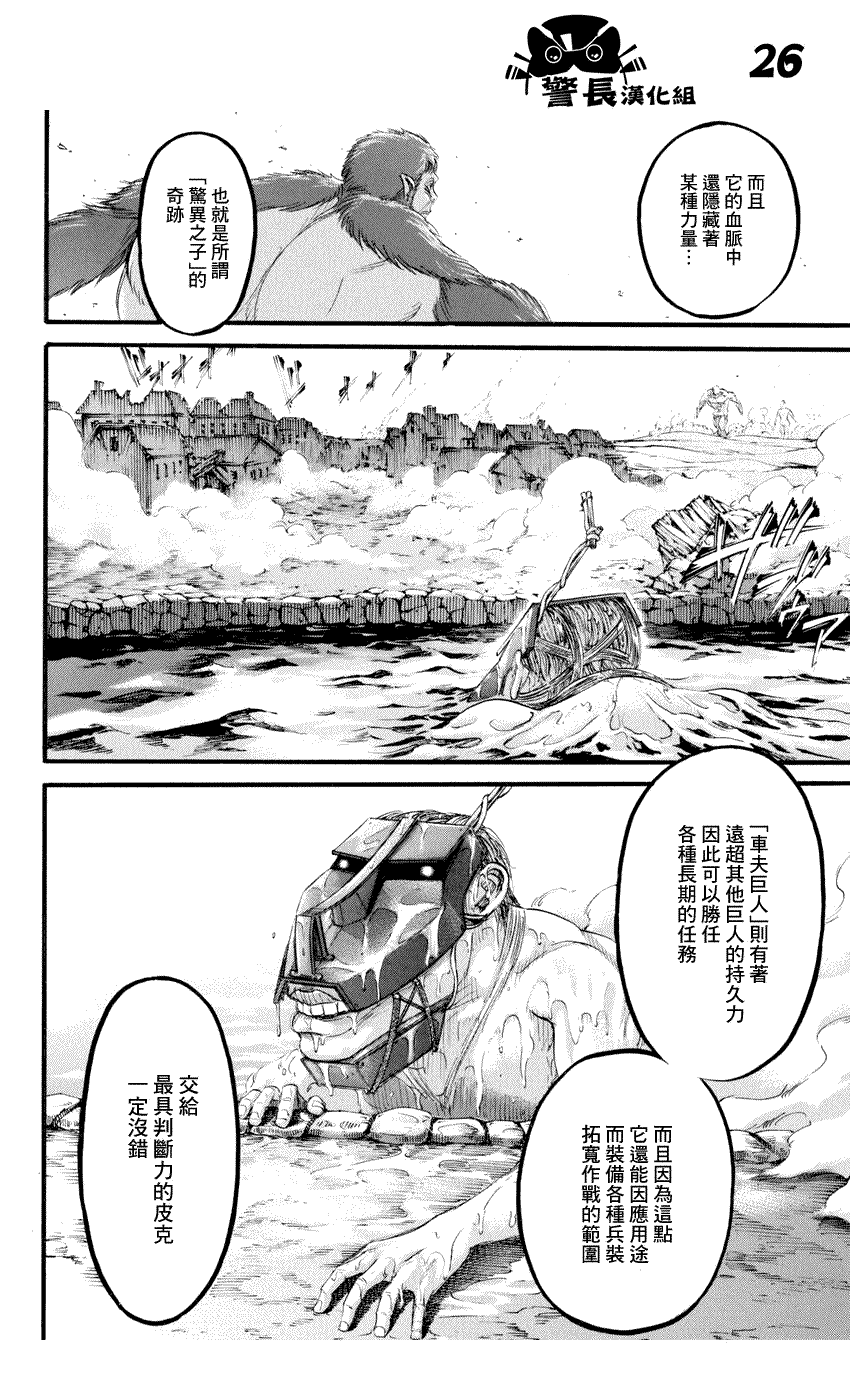 警長漢化組
26
而且
它的血脈中
還隱藏著
某種力量…
也就是所謂
「驚異之子」的
奇跡
「車夫巨人」則有著
遠超其他巨人的持久力
因此可以勝任
各種長期的任務
而且因為這點
它還能因應用途
而裝備各種兵裝
拓寬作戰的範圍
交給
最具判斷力的皮克
一定沒錯